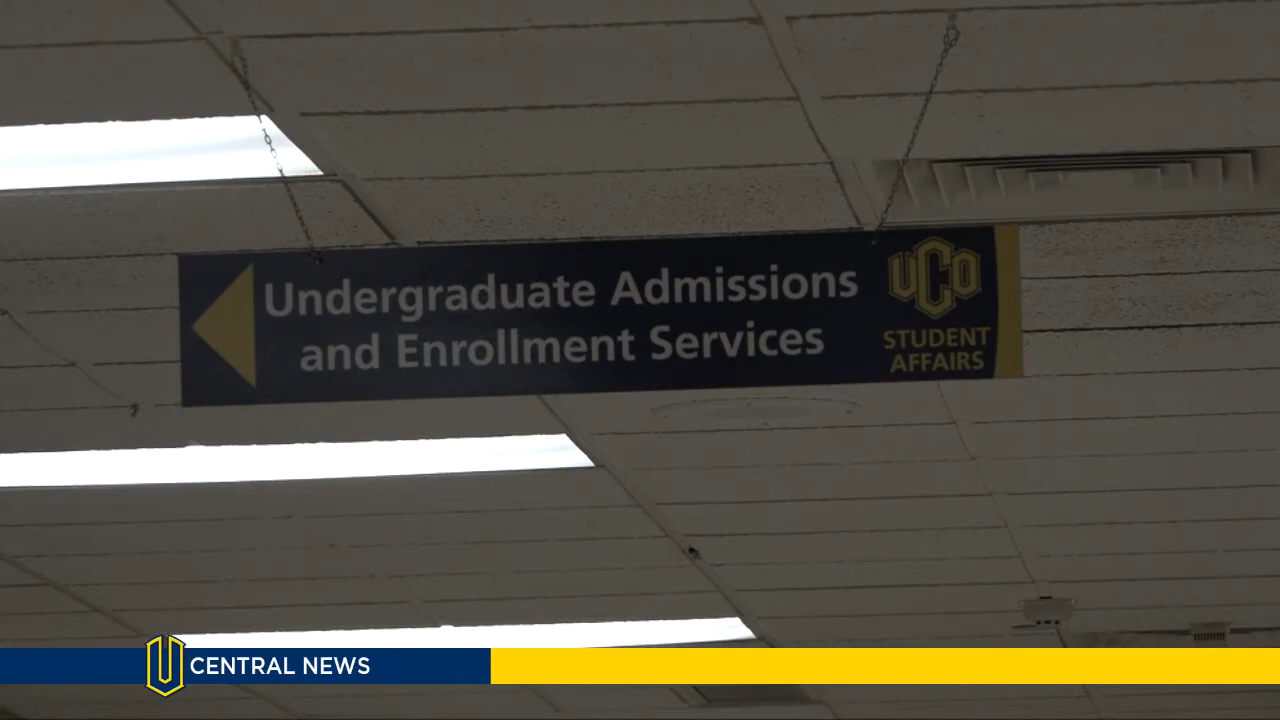 Undergraduate Admissions
and Enrollment Services
UCO
STUDENT
AFFAIRS
U CENTRAL NEWS